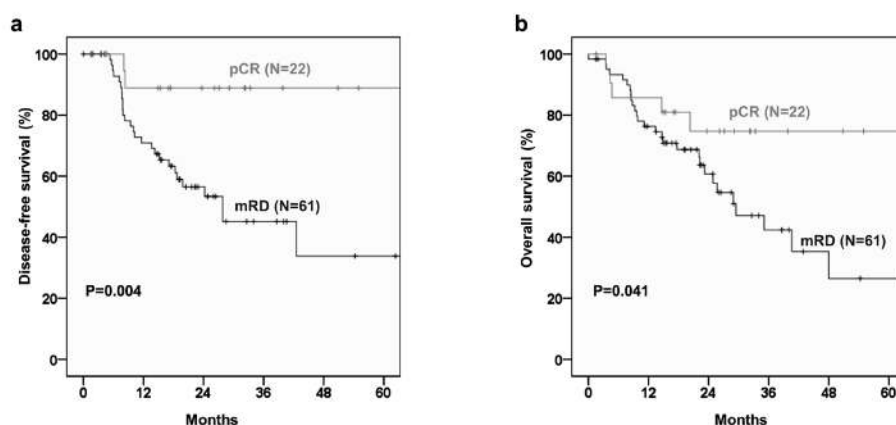 a
Disease-free survival (%)
100
80
60
40
20
0
pCR (N=22)
mRD (N=61)
P=0.004
0 12 24 36 48 60
Months
b
Overall survival (%)
100
80
60
40
20
0
pCR (N=22)
mRD (N=61)
P=0.041
0 12 24 36 48 60
Months